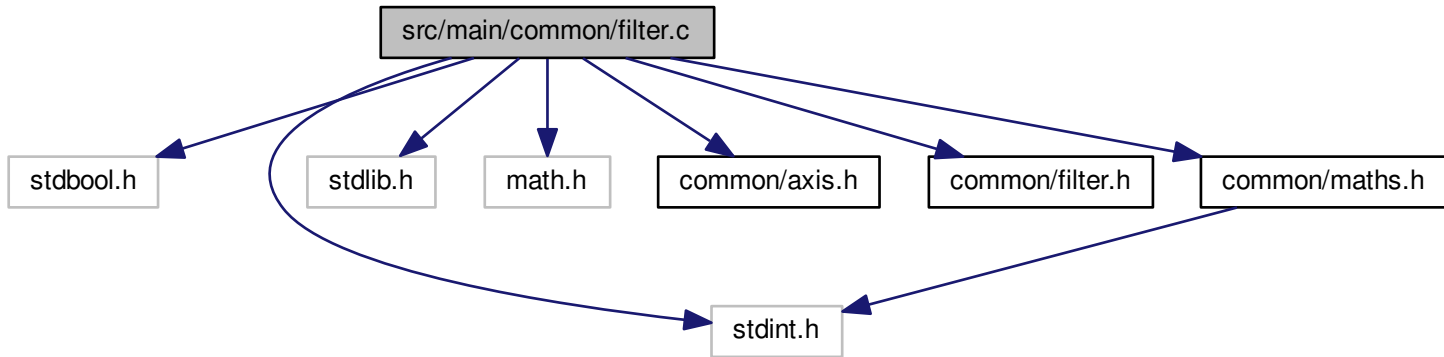 src/main/common/filter.c
stdbool.h
stdlib.h
math.h
common/axis.h
common/filter.h
common/maths.h
stdint.h